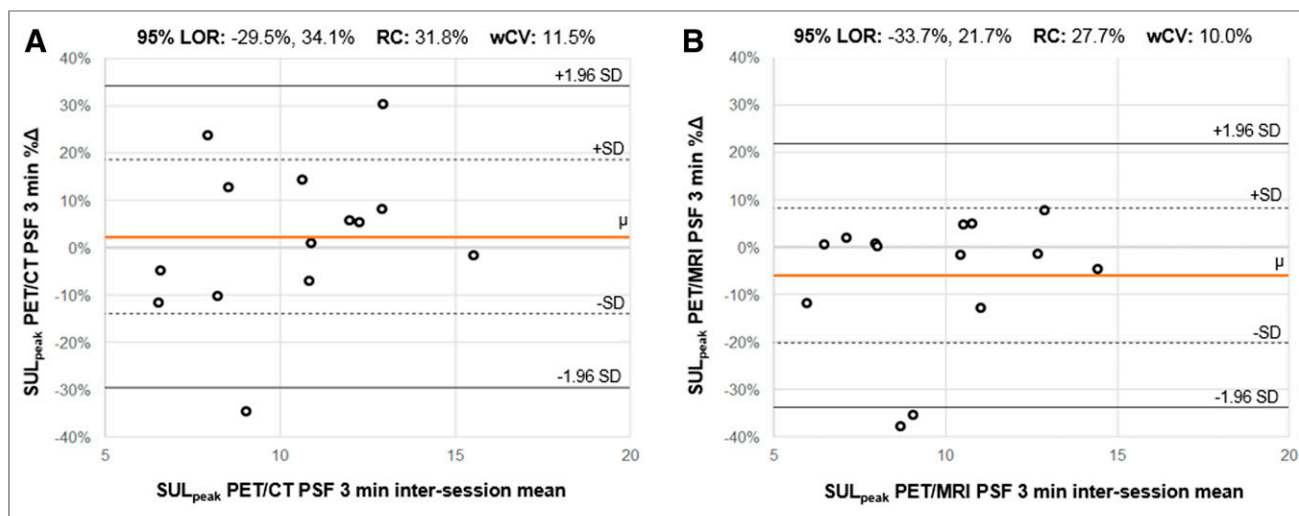 A
95% LOR: -29.5%, 34.1% RC: 31.8% wCV: 11.5%
SULpeak PET/CT PSF 3 min %Δ
40%
30%
20%
10%
0%
-10%
-20%
-30%
-40%
+1.96 SD
+SD
μ
-SD
-1.96 SD
5
10
15
20
SULpeak PET/CT PSF 3 min inter-session mean
B
95% LOR: -33.7%, 21.7% RC: 27.7% wCV: 10.0%
SULpeak PET/MRI PSF 3 min %Δ
40%
30%
20%
10%
0%
-10%
-20%
-30%
-40%
+1.96 SD
+SD
μ
-SD
-1.96 SD
5
10
15
20
SULpeak PET/MRI PSF 3 min inter-session mean